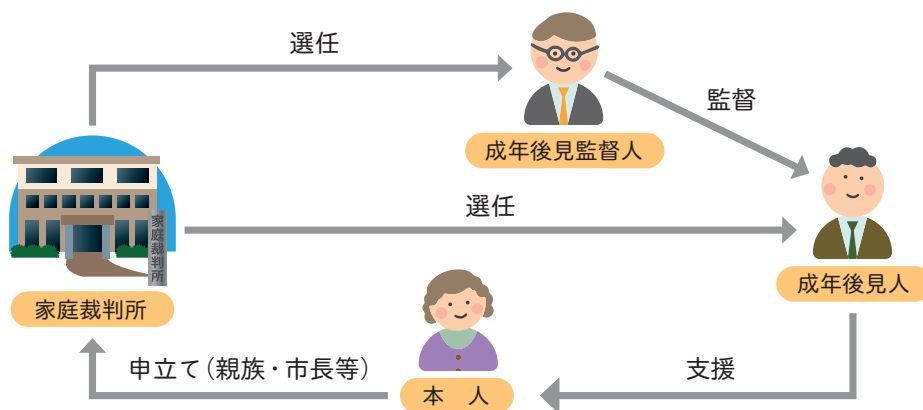 選任
監督
成年後見監督人
選任
家庭裁判所
家庭裁判所
成年後見人
申立て（親族・市長等）
本　人
支援